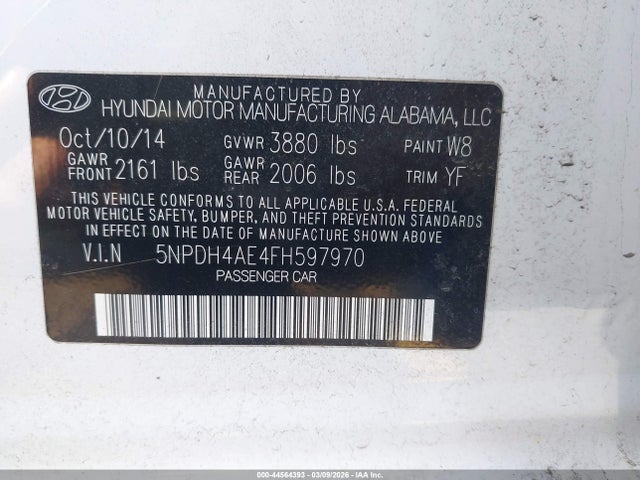 MANUFACTURED BY
HYUNDAI MOTOR MANUFACTURING ALABAMA, LLC
Oct/10/14 GVWR 3880 lbs PAINT W8
GAWR FRONT 2161 lbs GAWR REAR 2006 lbs TRIM YF
THIS VEHICLE CONFORMS TO ALL APPLICABLE U.S.A. FEDERAL
MOTOR VEHICLE SAFETY, BUMPER, AND THEFT PREVENTION STANDARDS
IN EFFECT ON THE DATE OF MANUFACTURE SHOWN ABOVE.
V.I.N 5NPDH4AE4FH597970
PASSENGER CAR
000-44564393 - 03/09/2026 - IAA, Inc.